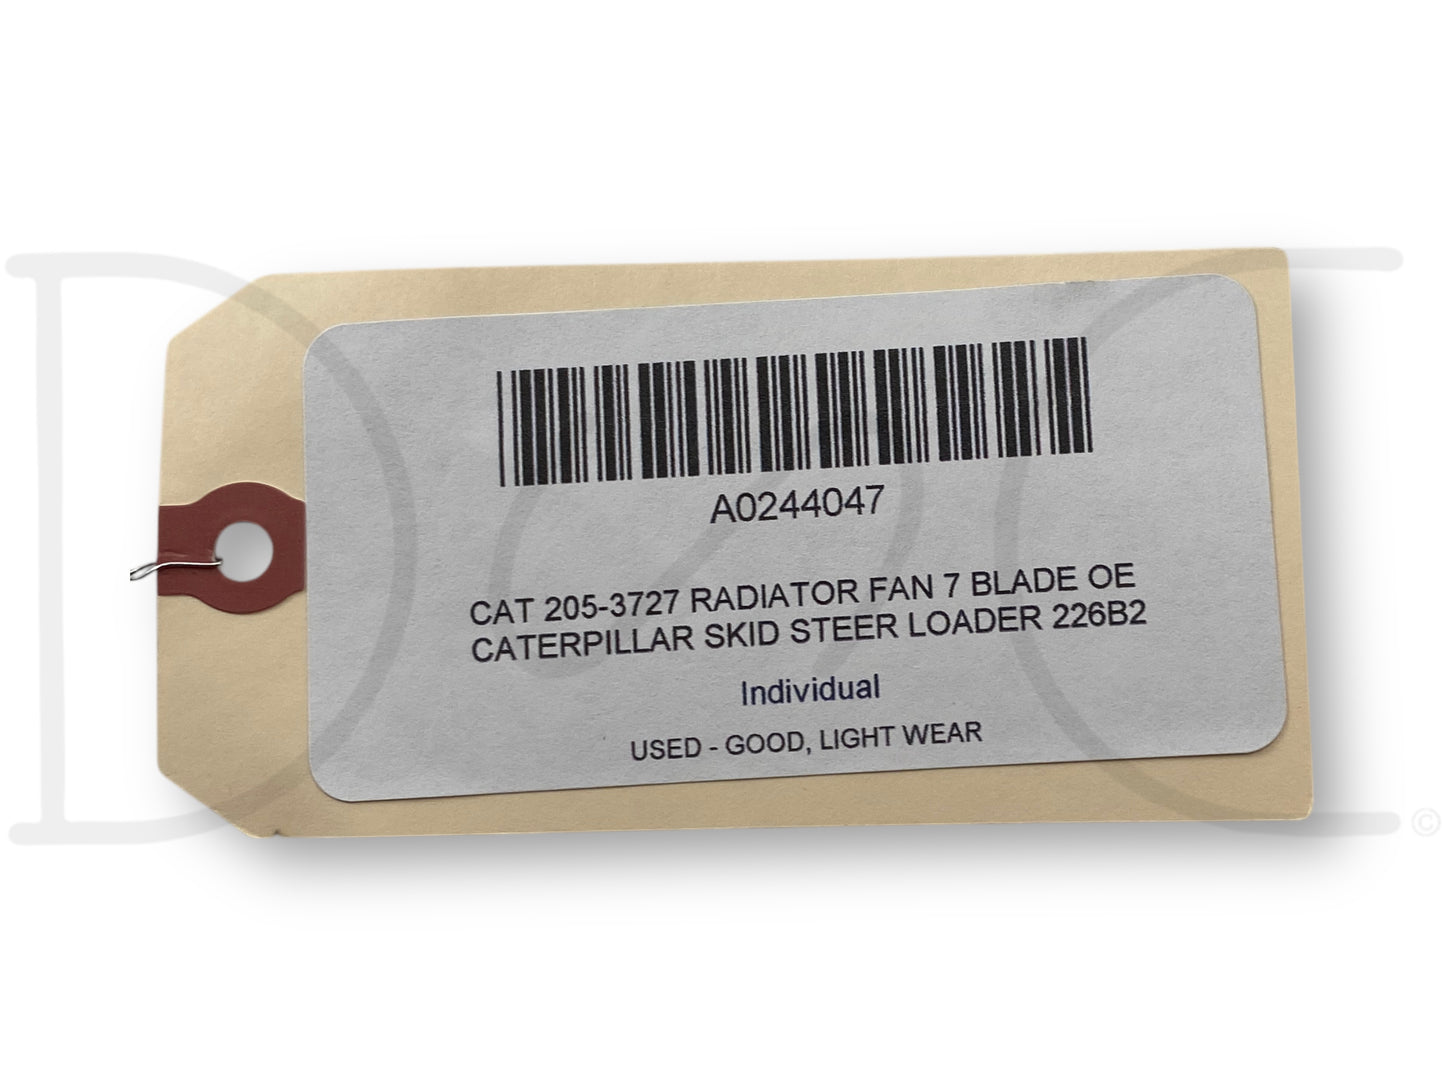 A0244047
CAT 205-3727 RADIATOR FAN 7 BLADE OE
CATERPILLAR SKID STEER LOADER 226B2
Individual
USED - GOOD, LIGHT WEAR
©